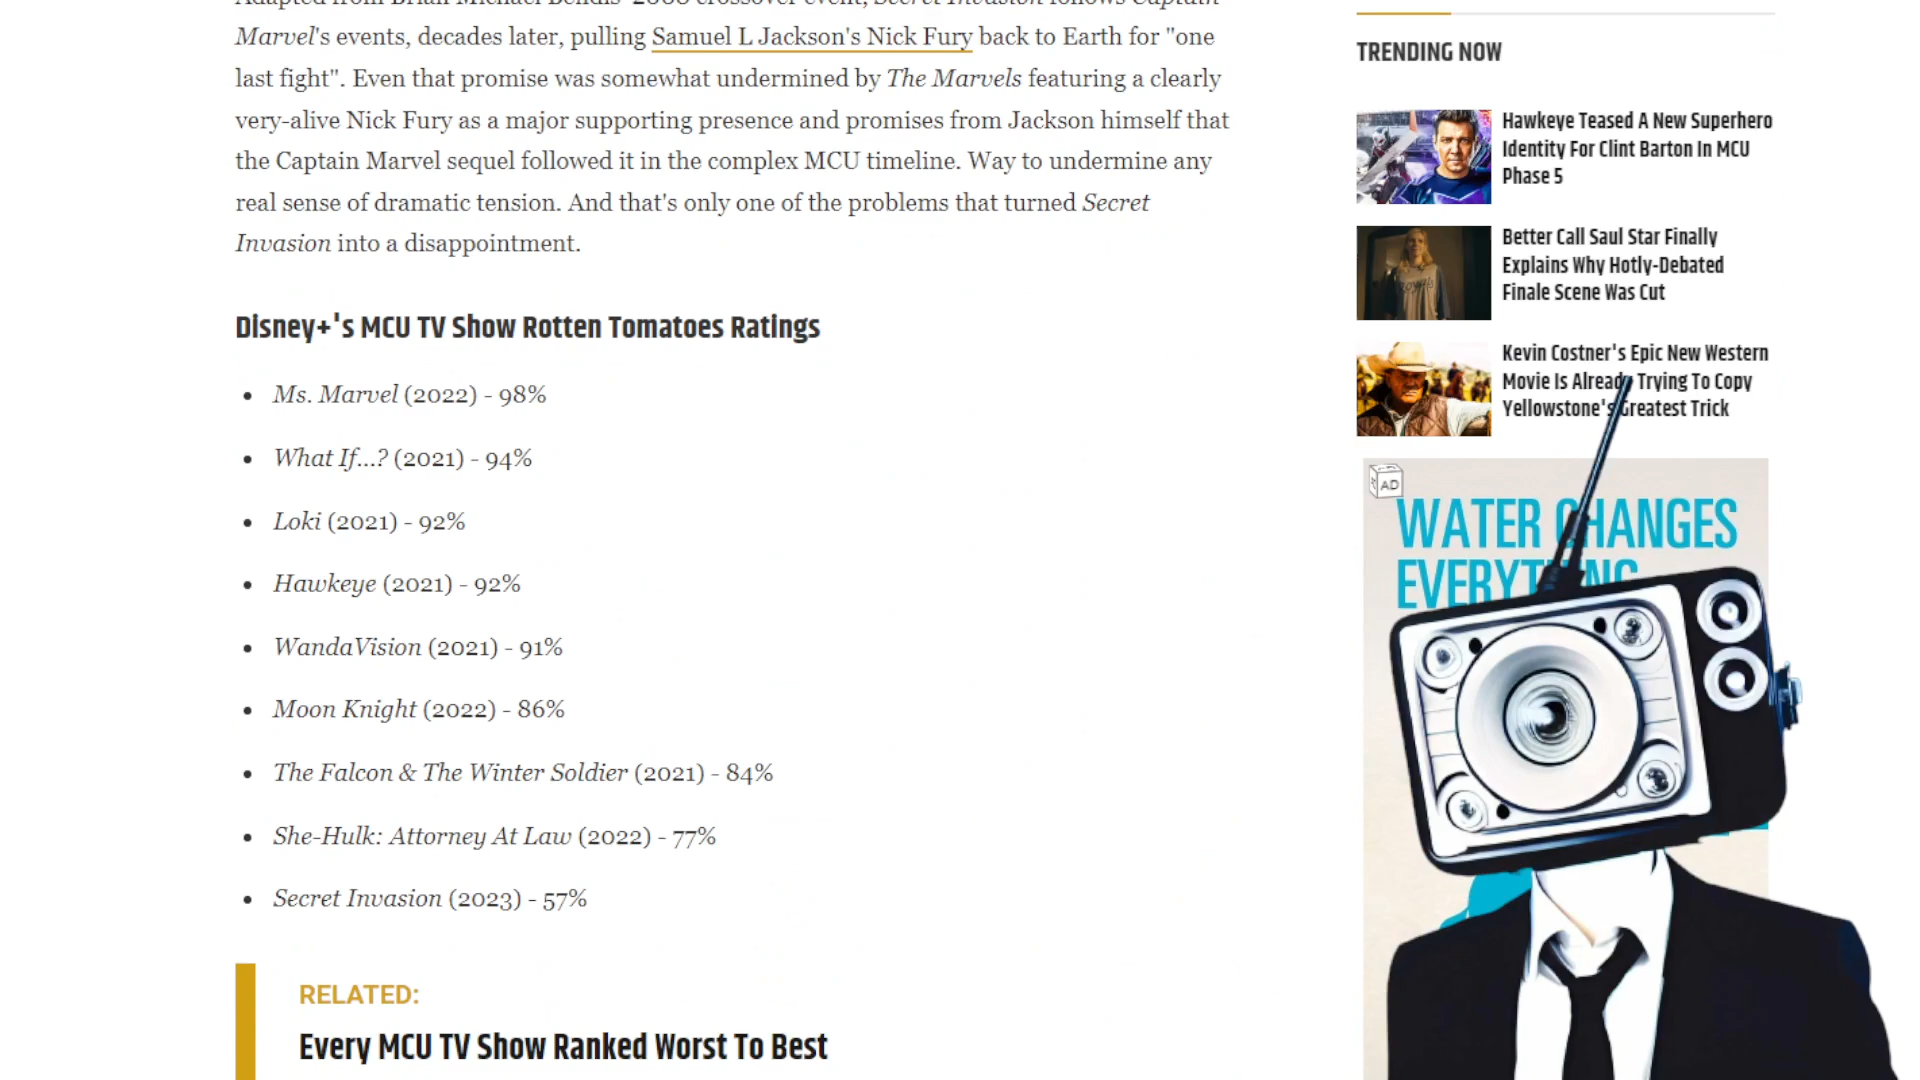 Adapted from Brian Michael Bendis' 2008 crossover event, Secret Invasion follows Captain
Marvel's events, decades later, pulling Samuel L Jackson's Nick Fury back to Earth for "one
last fight". Even that promise was somewhat undermined by The Marvels featuring a clearly
very-alive Nick Fury as a major supporting presence and promises from Jackson himself that
the Captain Marvel sequel followed it in the complex MCU timeline. Way to undermine any
real sense of dramatic tension. And that's only one of the problems that turned Secret
Invasion into a disappointment.
Disney+'s MCU TV Show Rotten Tomatoes Ratings
• Ms. Marvel (2022) - 98%
• What If...? (2021) - 94%
• Loki (2021) - 92%
• Hawkeye (2021) - 92%
• WandaVision (2021) - 91%
• Moon Knight (2022) - 86%
• The Falcon & The Winter Soldier (2021) - 84%
• She-Hulk: Attorney At Law (2022) - 77%
• Secret Invasion (2023) - 57%
RELATED:
Every MCU TV Show Ranked Worst To Best
TRENDING NOW
Hawkeye Teased A New Superhero
Identity For Clint Barton In MCU
Phase 5
Better Call Saul Star Finally
Explains Why Hotly-Debated
Finale Scene Was Cut
Kevin Costner's Epic New Western
Movie Is Already Trying To Copy
Yellowstone's Greatest Trick
AD
WATER CHANGES
EVERYTHING
Royals